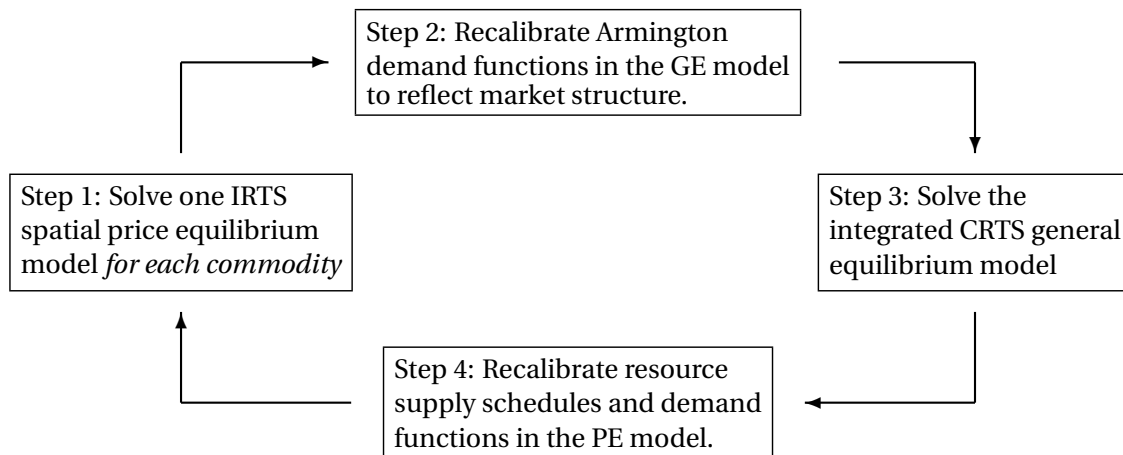 Step 2: Recalibrate Armington
demand functions in the GE model
to reflect market structure.
Step 1: Solve one IRTS
spatial price equilibrium
model for each commodity
Step 3: Solve the
integrated CRTS general
equilibrium model
Step 4: Recalibrate resource
supply schedules and demand
functions in the PE model.